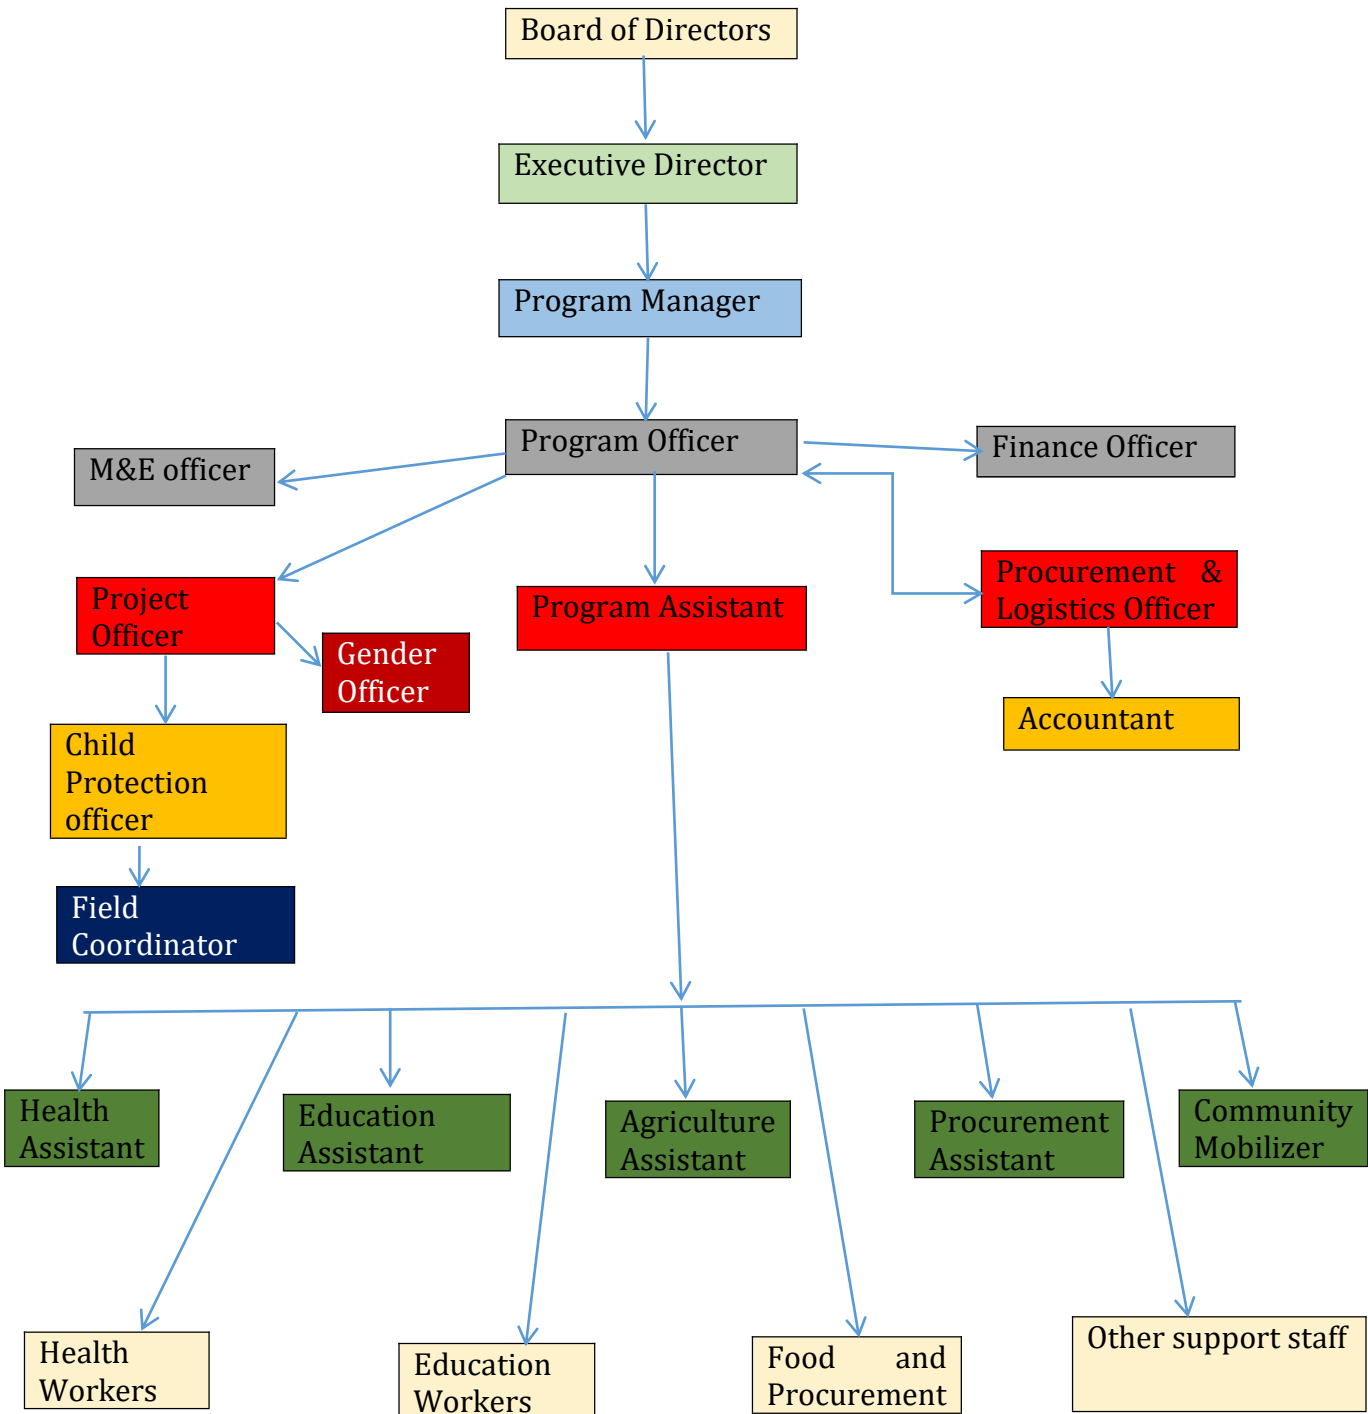 Board of Directors
Executive Director
Program Manager
Program Officer
Finance Officer
M&E officer
Procurement & 
Logistics Officer
Project
Officer
Program Assistant
Gender
Officer
Accountant
Child
Protection
officer
Field
Coordinator
Health
Assistant
Education
Assistant
Agriculture
Assistant
Procurement
Assistant
Community
Mobilizer
Health
Workers
Education
Workers
Food and
Procurement
Other support staff